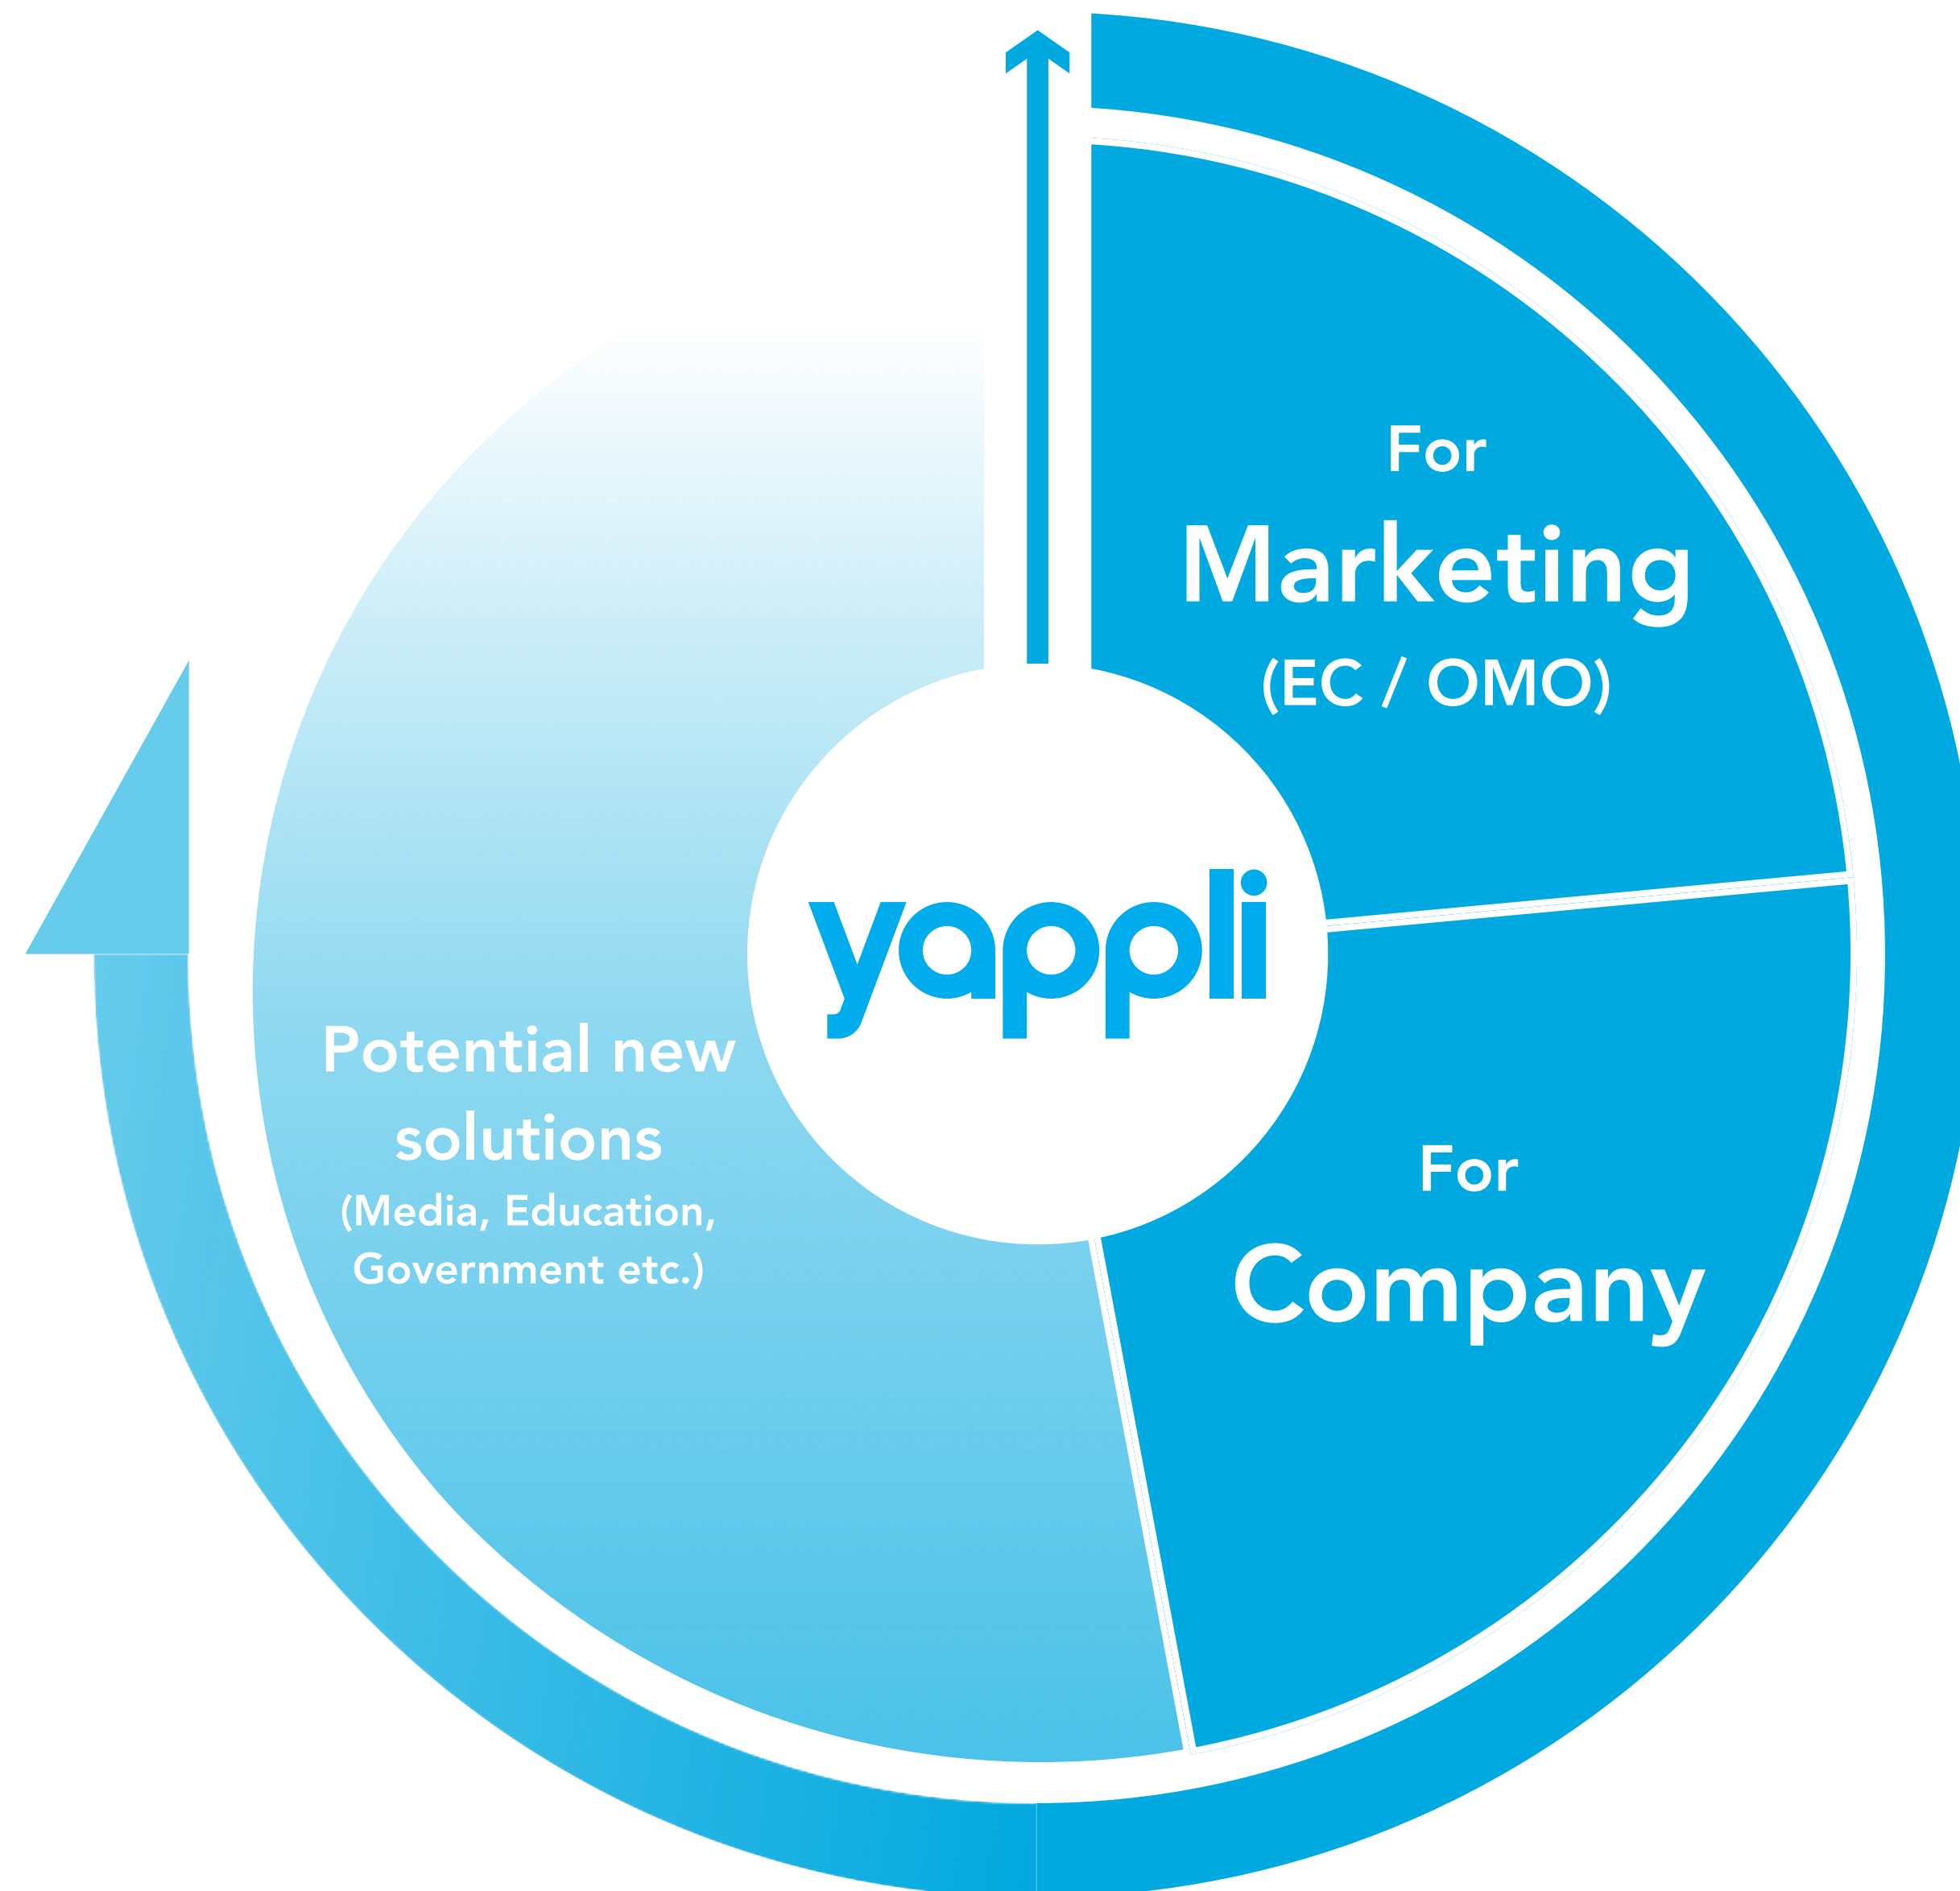 For
Marketing
(EC / OMO)
yappli
Potential new
solutions
(Media, Education,
Government etc.)
For
Company